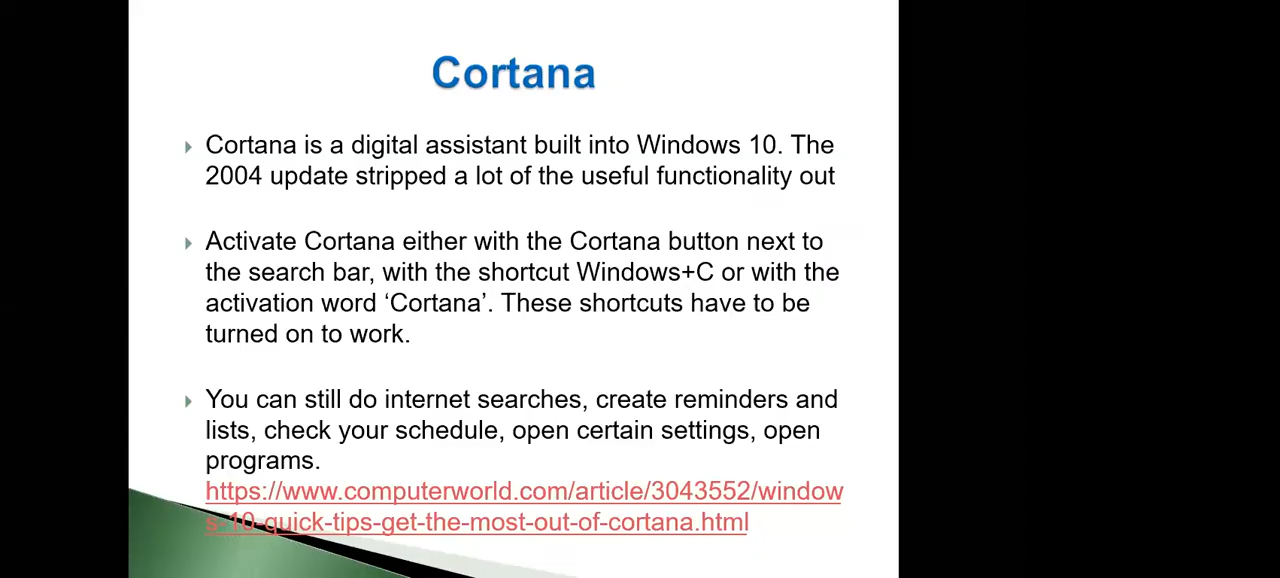 Cortana
Cortana is a digital assistant built into Windows 10. The
2004 update stripped a lot of the useful functionality out
Activate Cortana either with the Cortana button next to
the search bar, with the shortcut Windows+C or with the
activation word ‘Cortana’. These shortcuts have to be
turned on to work.
You can still do internet searches, create reminders and
lists, check your schedule, open certain settings, open
programs.
https://www.computerworld.com/article/3043552/window
s-10-quick-tips-get-the-most-out-of-cortana.html